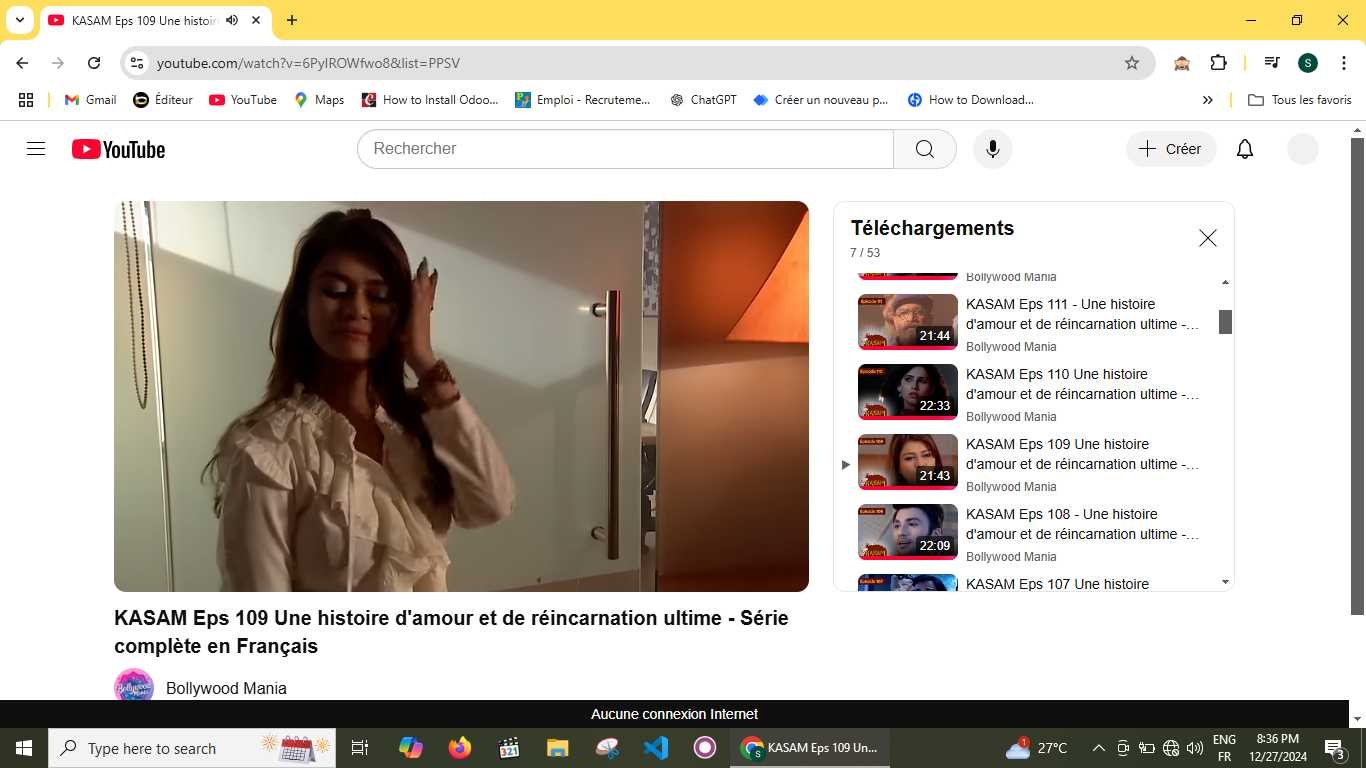 KASAM Eps 109 Une histoir
youtube.com/watch?v=6PyIROWfwo8&list=PPSV
S
Gmail
Éditeur
YouTube
Maps
How to Install Odoo...
Emploi - Recruteme...
ChatGPT
Créer un nouveau p...
How to Download...
Tous les favoris
YouTube
Rechercher
Créer
Téléchargements
7 / 53
Bollywood Mania
21:44
KASAM Eps 111 - Une histoire
d'amour et de réincarnation ultime -...
Bollywood Mania
22:33
KASAM Eps 110 Une histoire
d'amour et de réincarnation ultime -...
Bollywood Mania
21:43
KASAM Eps 109 Une histoire
d'amour et de réincarnation ultime -...
Bollywood Mania
22:09
KASAM Eps 108 - Une histoire
d'amour et de réincarnation ultime -...
Bollywood Mania
KASAM Eps 107 Une histoire
KASAM Eps 109 Une histoire d'amour et de réincarnation ultime - Série
complète en Français
Bollywood Mania
Aucune connexion Internet
Type here to search
KASAM Eps 109 Un...
27°C
ENG
FR
8:36 PM
12/27/2024
3